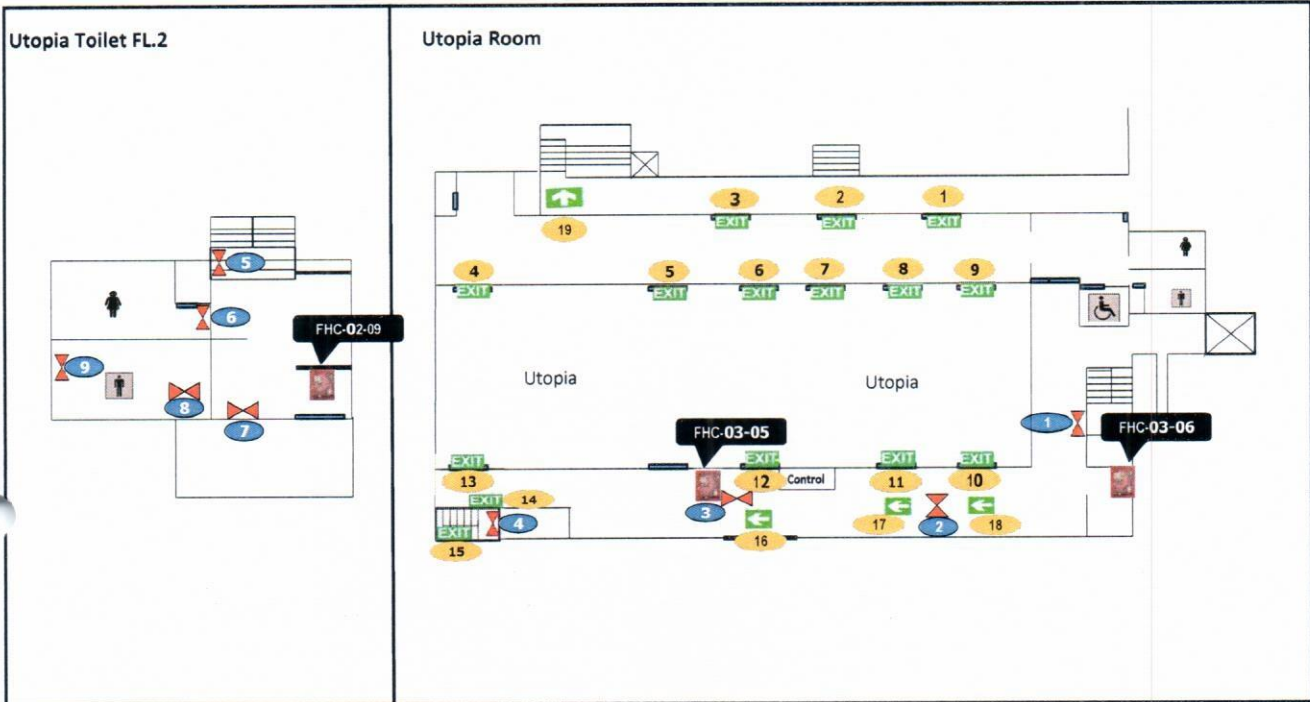 Utopia Toilet FL.2
5
6
FHC-02-09
9
8
7
Utopia Room
3
2
1
EXIT
EXIT
EXIT
19
4
5
6
7
8
9
EXIT
EXIT
EXIT
EXIT
EXIT
EXIT
Utopia
Utopia
1
FHC-03-05
FHC-03-06
EXIT
EXIT
EXIT
EXIT
13
12
Control
11
10
EXIT
14
3
4
17
2
18
EXIT
16
15